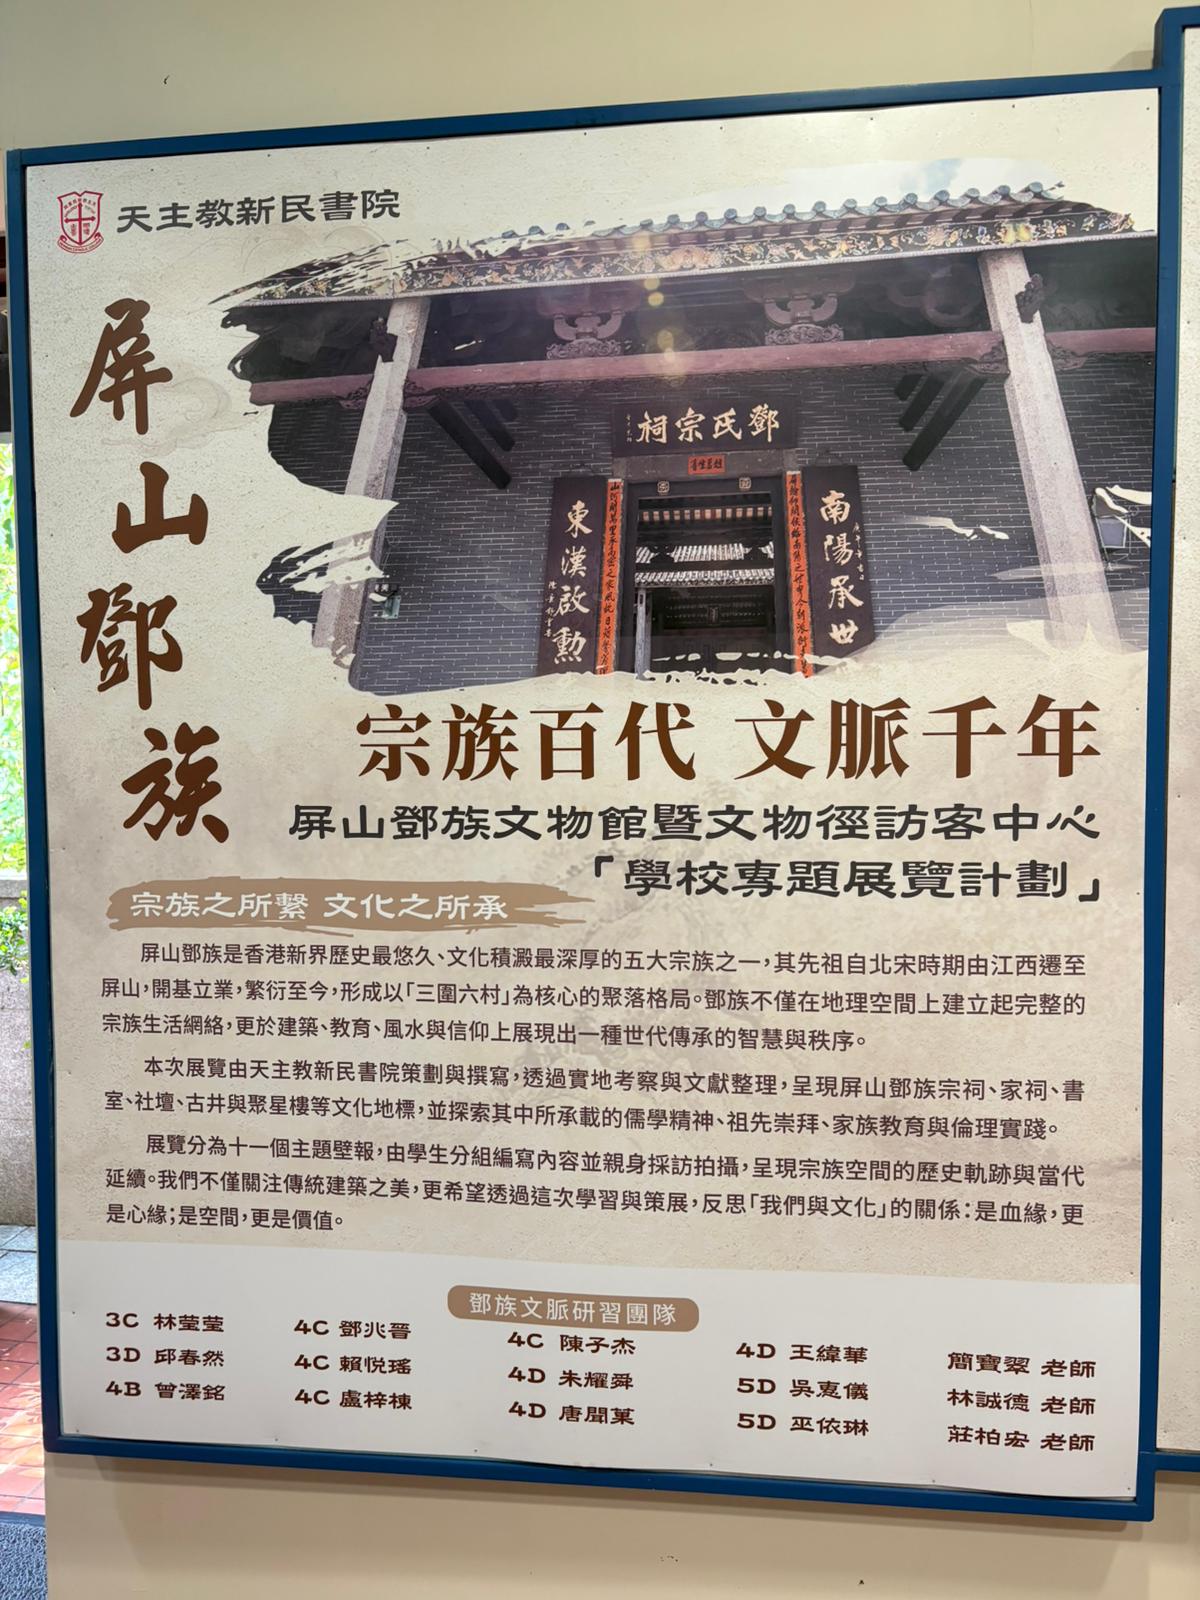 天主教新民書院
屏山鄧族
鄧氏宗祠
南陽承世
東漢啟勳
宗族百代 文脈千年
屏山鄧族文物館暨文物徑訪客中心
「學校專題展覽計劃」
宗族之所繫 文化之所承
屏山鄧族是香港新界歷史最悠久、文化積澱最深厚的五大宗族之一，其先祖自北宋時期由江西遷至
屏山，開基立業，繁衍至今，形成以「三圍六村」為核心的聚落格局。鄧族不僅在地理空間上建立起完整的
宗族生活網絡，更於建築、教育、風水與信仰上展現出一種世代傳承的智慧與秩序。
本次展覽由天主教新民書院策劃與撰寫，透過實地考察與文獻整理，呈現屏山鄧族宗祠、家祠、書
室、社壇、古井與聚星樓等文化地標，並探索其中所承載的儒學精神、祖先崇拜、家族教育與倫理實踐。
展覽分為十一個主題壁報，由學生分組編寫內容並親身採訪拍攝，呈現宗族空間的歷史軌跡與當代
延續。我們不僅關注傳統建築之美，更希望透過這次學習與策展，反思「我們與文化」的關係：是血緣，更
是心緣；是空間，更是價值。
鄧族文脈研習團隊
3C 林莹莹
3D 邱春然
4B 曾澤銘
4C 鄧兆晉
4C 賴悦瑤
4C 盧梓棟
4C 陳子杰
4D 朱耀舜
4D 唐聞菓
4D 王緯華
5D 吳憙儀
5D 巫依琳
簡寶翠 老師
林誠德 老師
莊柏宏 老師